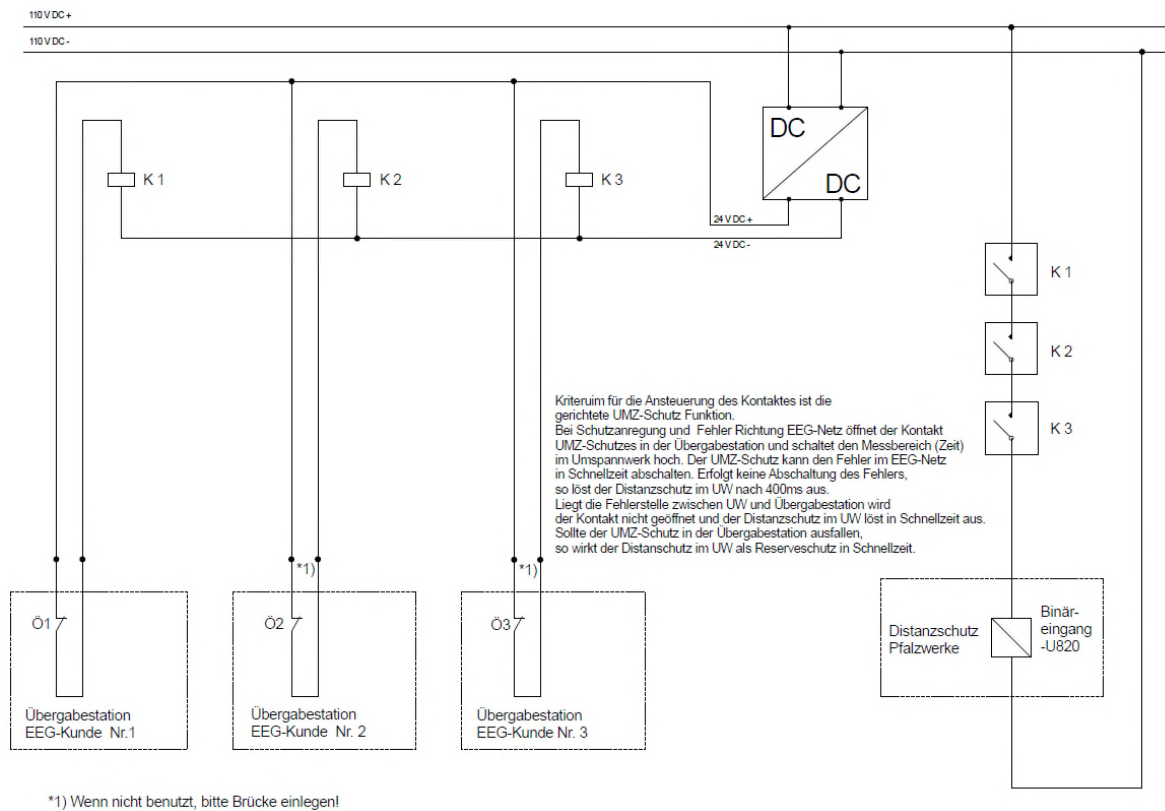 110 V DC +
110 V DC -
DC
DC
K 1
K 2
K 3
24 V DC +
24 V DC -
K 1
K 2
K 3
Kriteruim für die Ansteuerung des Kontaktes ist die
gerichtete UMZ-Schutz Funktion.
Bei Schutzanregung und Fehler Richtung EEG-Netz öffnet der Kontakt
UMZ-Schutzes in der Übergabestation und schaltet den Messbereich (Zeit)
im Umspannwerk hoch. Der UMZ-Schutz kann den Fehler im EEG-Netz
in Schnellzeit abschalten. Erfolgt keine Abschaltung des Fehlers,
so löst der Distanzschutz im UW nach 400ms aus.
Liegt die Fehlerstelle zwischen UW und Übergabestation wird
der Kontakt nicht geöffnet und der Distanzschutz im UW löst in Schnellzeit aus.
Sollte der UMZ-Schutz in der Übergabestation ausfallen,
so wirkt der Distanschutz im UW als Reserveschutz in Schnellzeit.
*1)
*1)
Ö1
Ö2
Ö3
Übergabestation
EEG-Kunde Nr.1
Übergabestation
EEG-Kunde Nr. 2
Übergabestation
EEG-Kunde Nr. 3
Distanzschutz
Pfalzwerke
Binär-
eingang
-U820
*1) Wenn nicht benutzt, bitte Brücke einlegen!